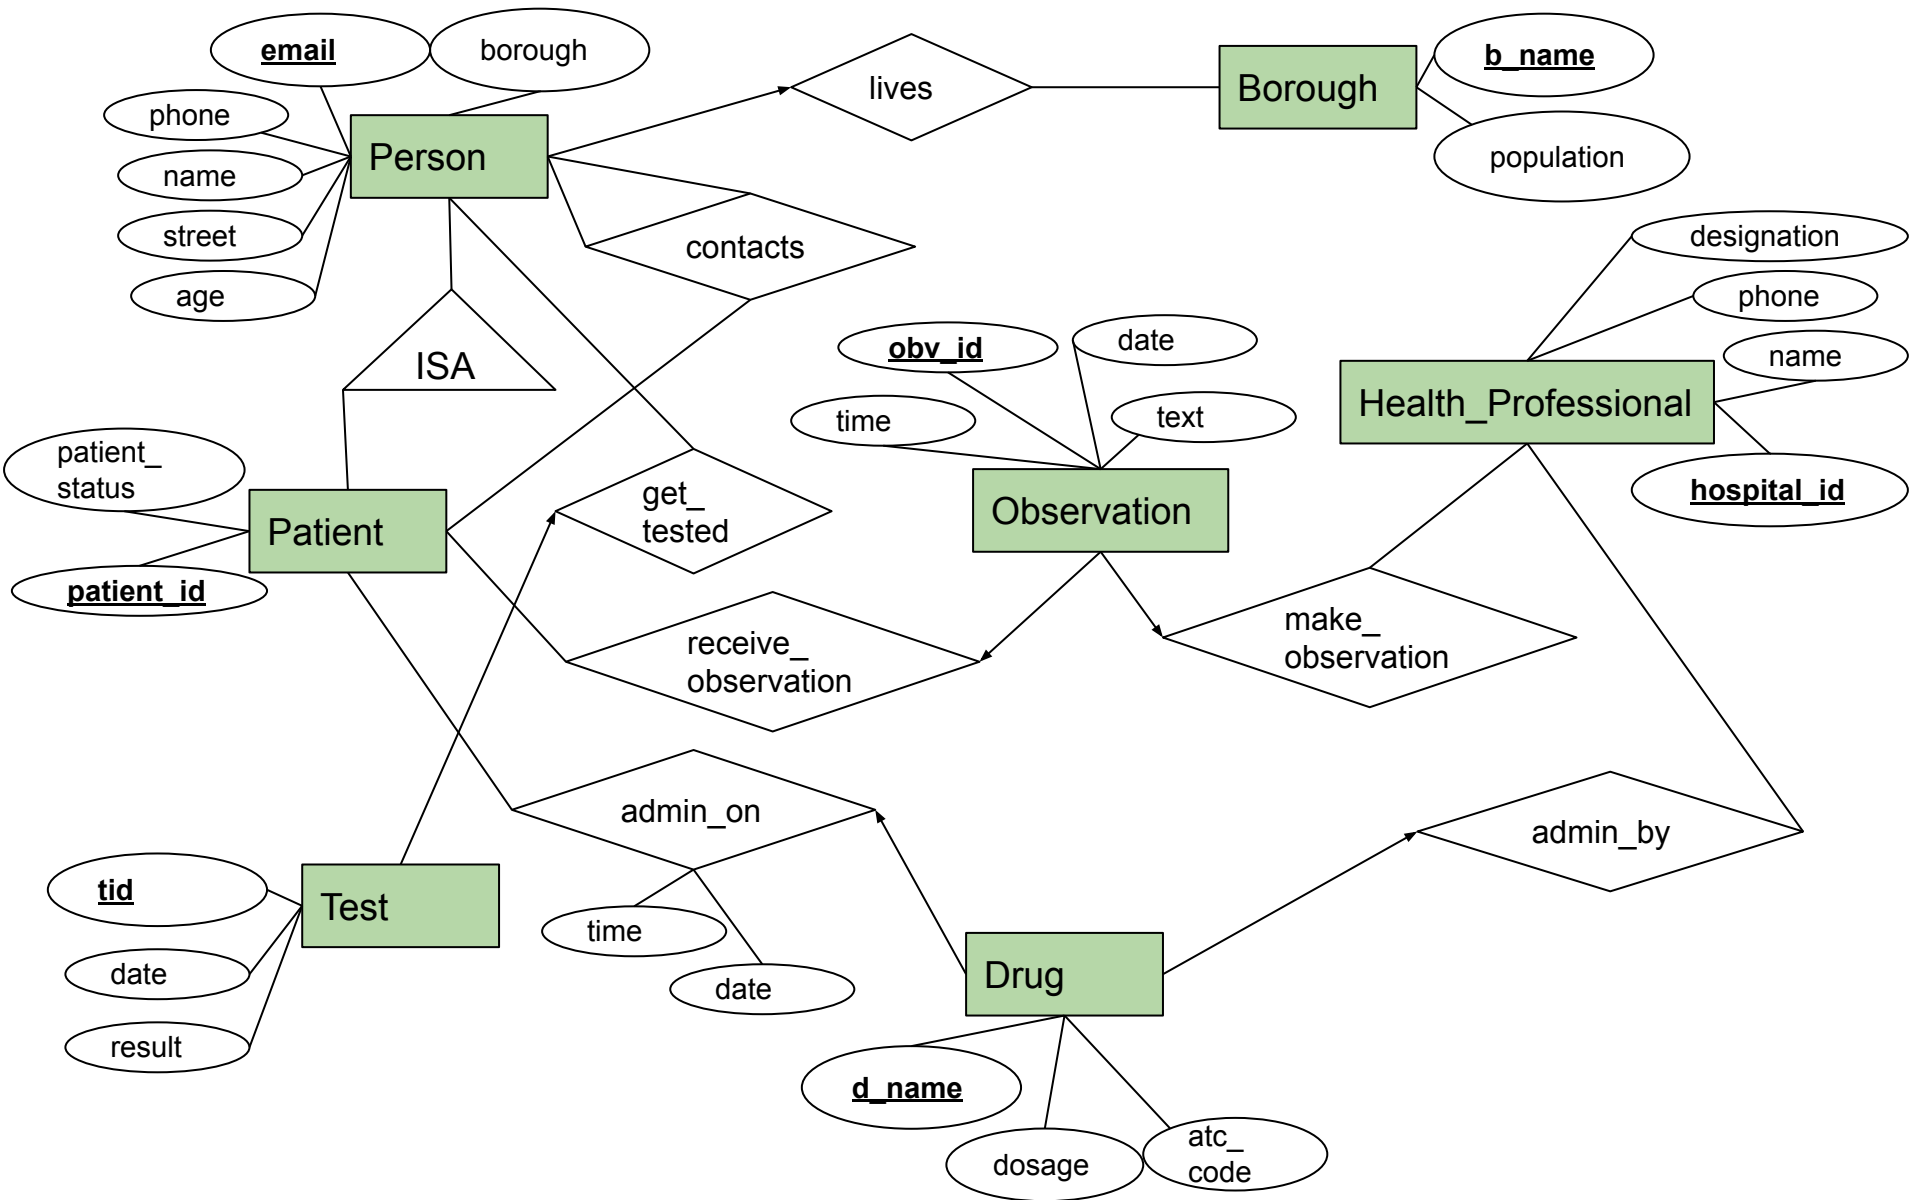 email
borough
b_name
phone
lives
Borough
Person
name
population
street
contacts
designation
age
phone
obv_id
date
name
ISA
Health_Professional
time
text
patient_
status
get_
tested
hospital_id
Observation
Patient
patient_id
make_
observation
receive_
observation
admin_on
admin_by
tid
Test
time
date
Drug
date
result
d_name
atc_
code
dosage